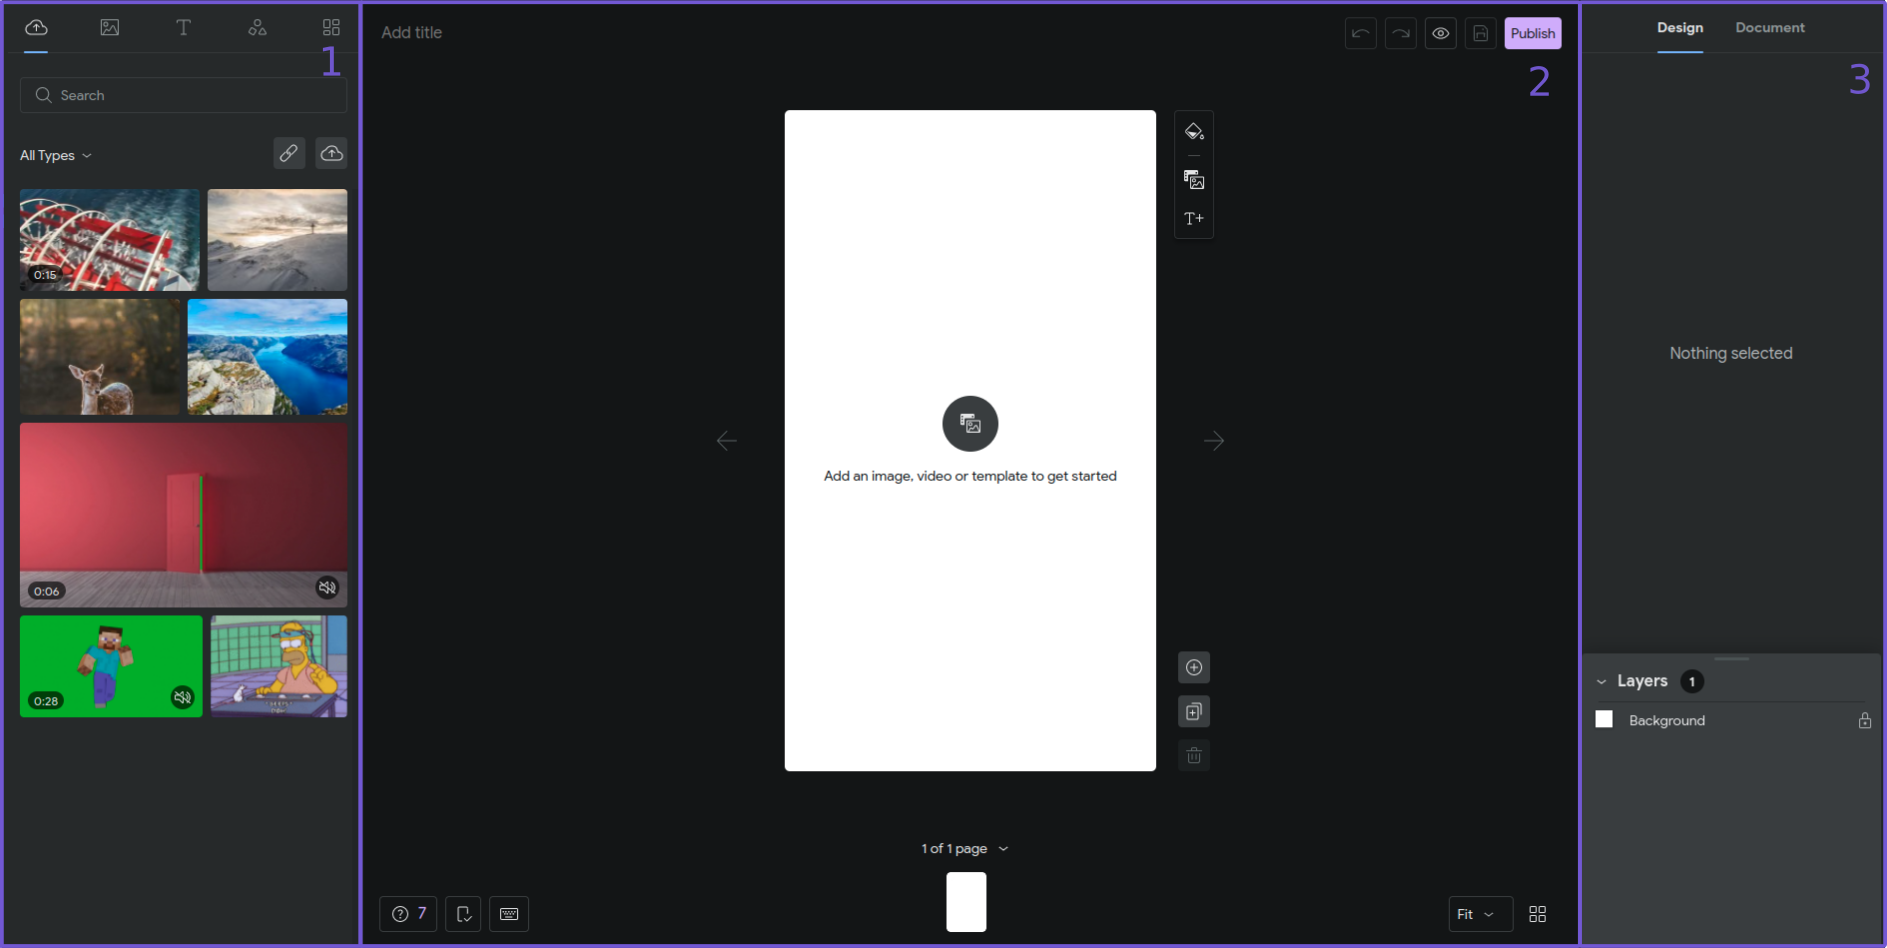 1
Search
All Types
0:15
0:06
0:28
Add title
Publish
2
T+
Add an image, video or template to get started
1 of 1 page
7
Fit
Design
Document
3
Nothing selected
Layers 1
Background